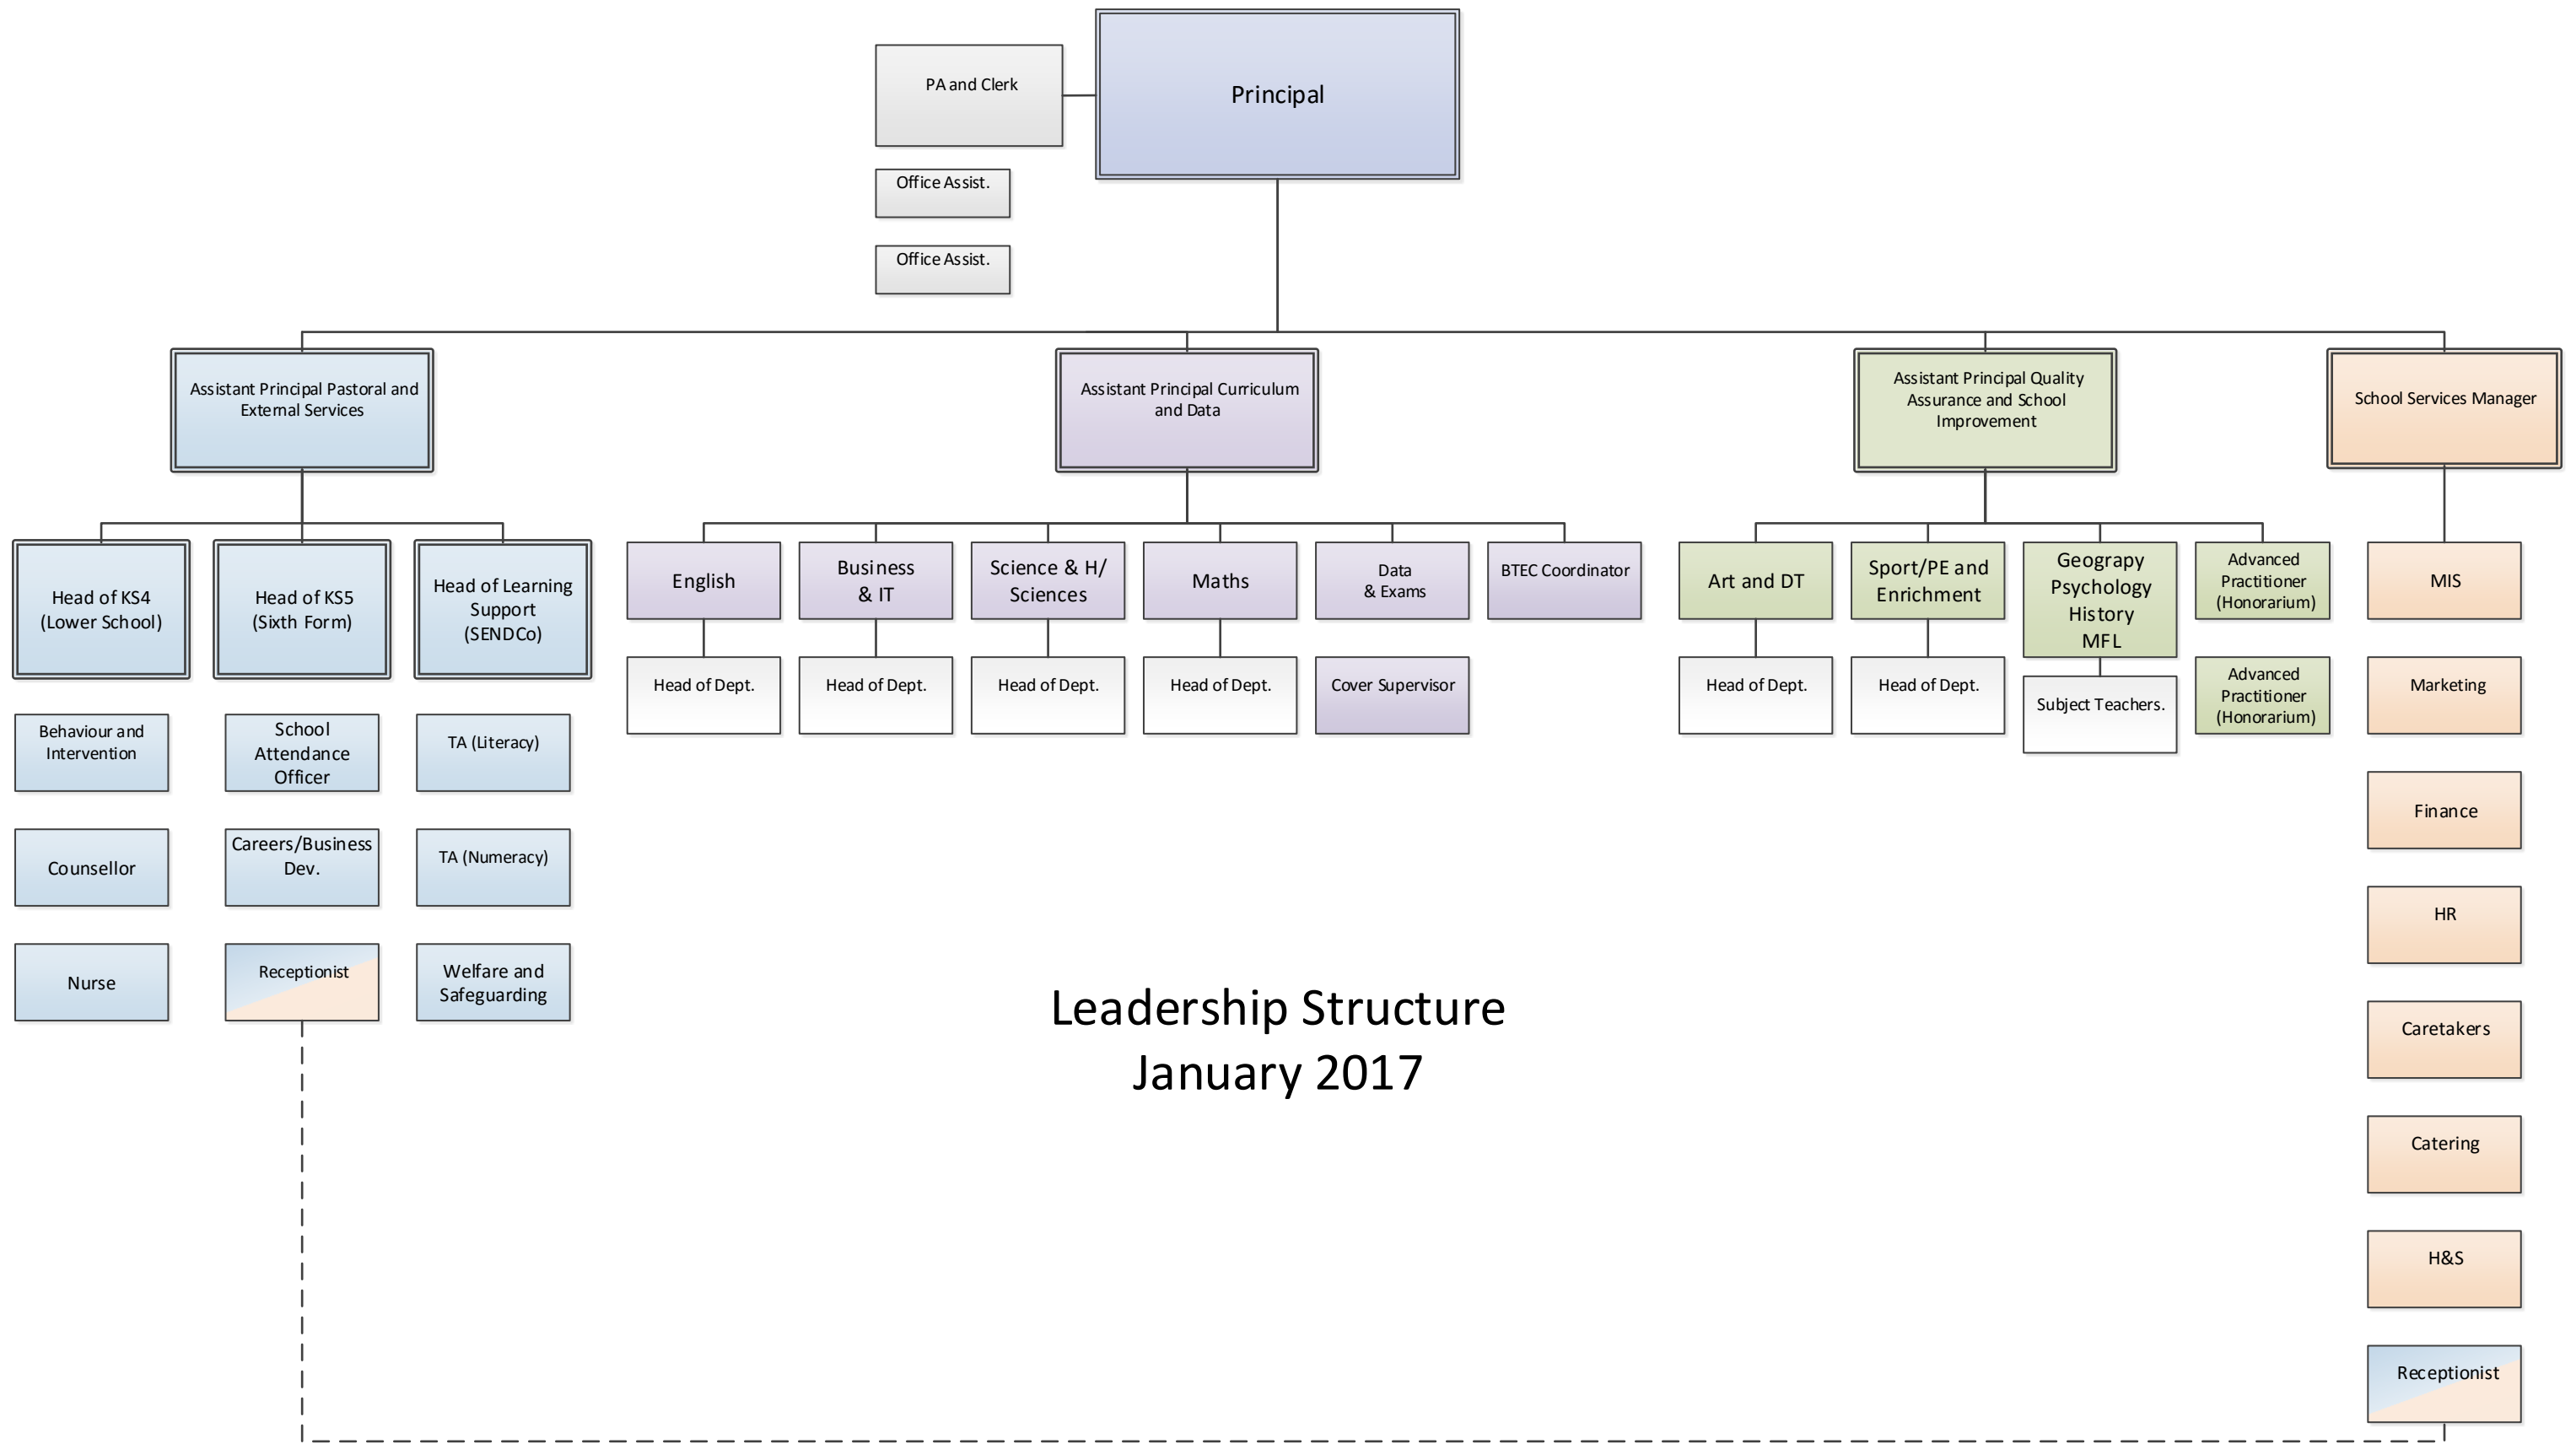 PA and Clerk
Principal
Office Assist.
Office Assist.
Assistant Principal Pastoral and
External Services
Assistant Principal Curriculum
and Data
Assistant Principal Quality
Assurance and School
Improvement
School Services Manager
Head of KS4
(Lower School)
Head of KS5
(Sixth Form)
Head of Learning
Support
(SENDCo)
English
Business
& IT
Science & H/
Sciences
Maths
Data
& Exams
BTEC Coordinator
Art and DT
Sport/PE and
Enrichment
Geograpy
Psychology
History
MFL
Advanced
Practitioner
(Honorarium)
MIS
Head of Dept.
Head of Dept.
Head of Dept.
Head of Dept.
Cover Supervisor
Head of Dept.
Head of Dept.
Subject Teachers.
Advanced
Practitioner
(Honorarium)
Marketing
Behaviour and
Intervention
School
Attendance
Officer
TA (Literacy)
Finance
Counsellor
Careers/Business
Dev.
TA (Numeracy)
HR
Nurse
Receptionist
Welfare and
Safeguarding
Leadership Structure
January 2017
Caretakers
Catering
H&S
Receptionist